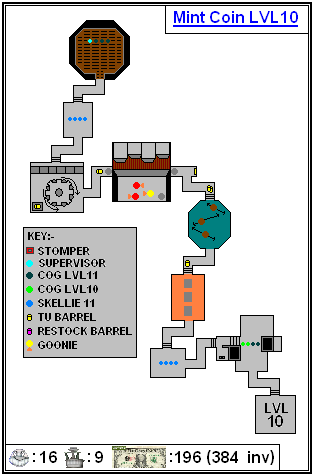 Mint Coin LVL10
KEY:-
STOMPER
SUPERVISOR
COG LVL11
COG LVL10
SKELLIE 11
TU BARREL
RESTOCK BARREL
GOONIE
LVL
10
:16 :9 :196 (384 inv)